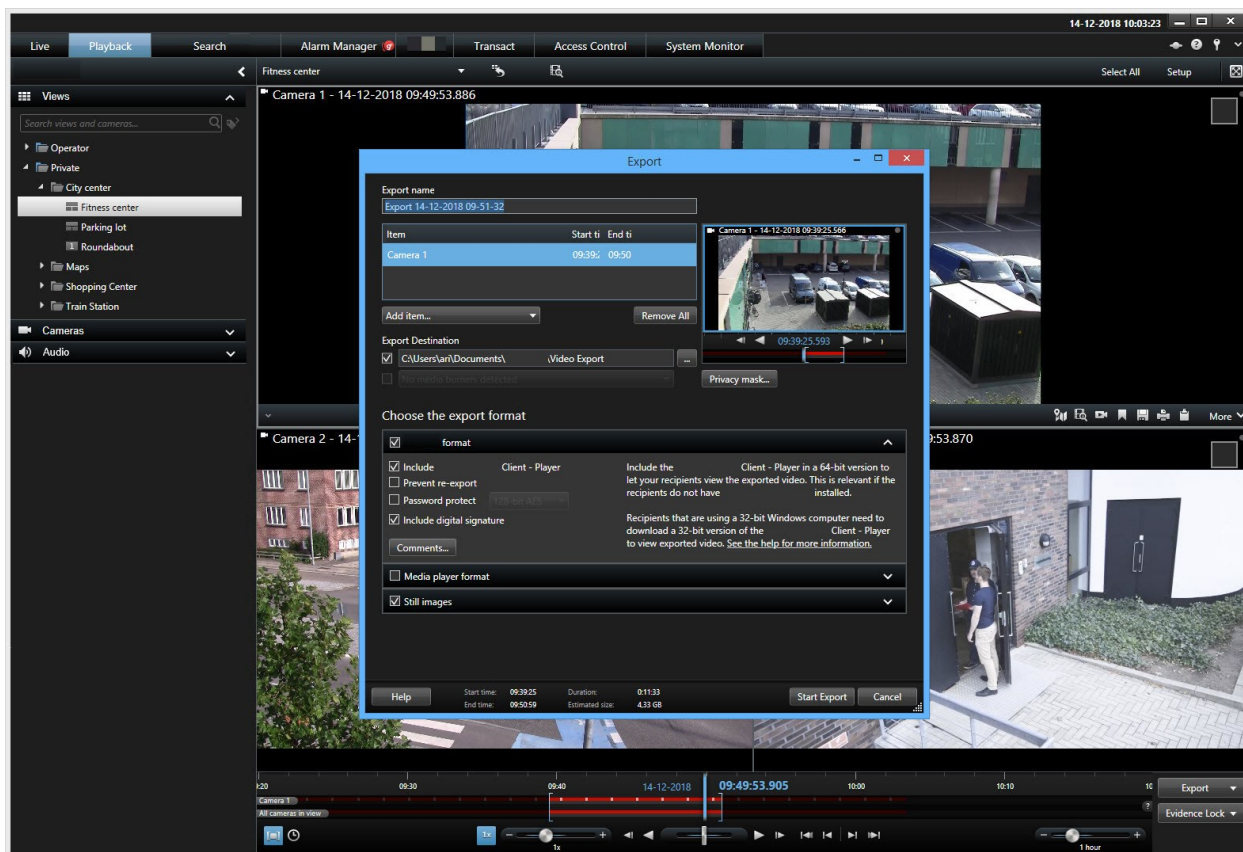 14-12-2018 10:03:23
Live Playback Search Alarm Manager 9 Transact Access Control System Monitor
Fitness center Select All Setup
Views
Search views and cameras...
Operator
Private
City center
Fitness center
Parking lot
1 Roundabout
Maps
Shopping Center
Train Station
Cameras
Audio
Camera 1 - 14-12-2018 09:49:53.886
Export
Export name
Export 14-12-2018 09-51-32
Item Start ti End ti
Camera 1 09:39:2 09:50
Add item... Remove All
Camera 1 - 14-12-2018 09:39:25.566
09:39:25.593
Export Destination
C:\Users\ari\Documents\ \Video Export ...
No media burners detected
Privacy mask...
Choose the export format
format
Include Client - Player
Prevent re-export
Password protect 128-bit AES
Include digital signature
Comments...
Include the Client - Player in a 64-bit version to
let your recipients view the exported video. This is relevant if the
recipients do not have installed.
Recipients that are using a 32-bit Windows computer need to
download a 32-bit version of the Client - Player
to view exported video. See the help for more information.
Media player format
Still images
Help
Start time: 09:39:25 Duration: 0:11:33
End time: 09:50:59 Estimated size: 4,33 GB
Start Export Cancel
More
Camera 2 - 14-
9:53.870
:20 09:30 09:40 14-12-2018 09:49:53.905 10:00 10:10 10
Camera 1
All cameras in view
?
Export
Evidence Lock
1x - + - +
1x 1 hour